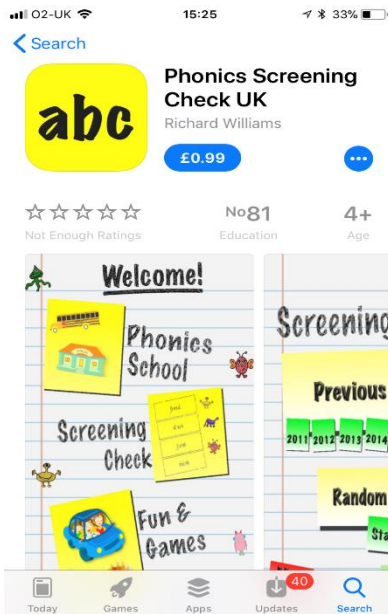 O2-UK 15:25 33%
Search
abc
Phonics Screening
Check UK
Richard Williams
£0.99
No81 4+
Not Enough Ratings Education Age
Welcome!
Phonics
School
Screening
Check
Fun &
Games
Screening
Previous
2011 2012 2013 2014
Random
Sta
40
Today Games Apps Updates Search